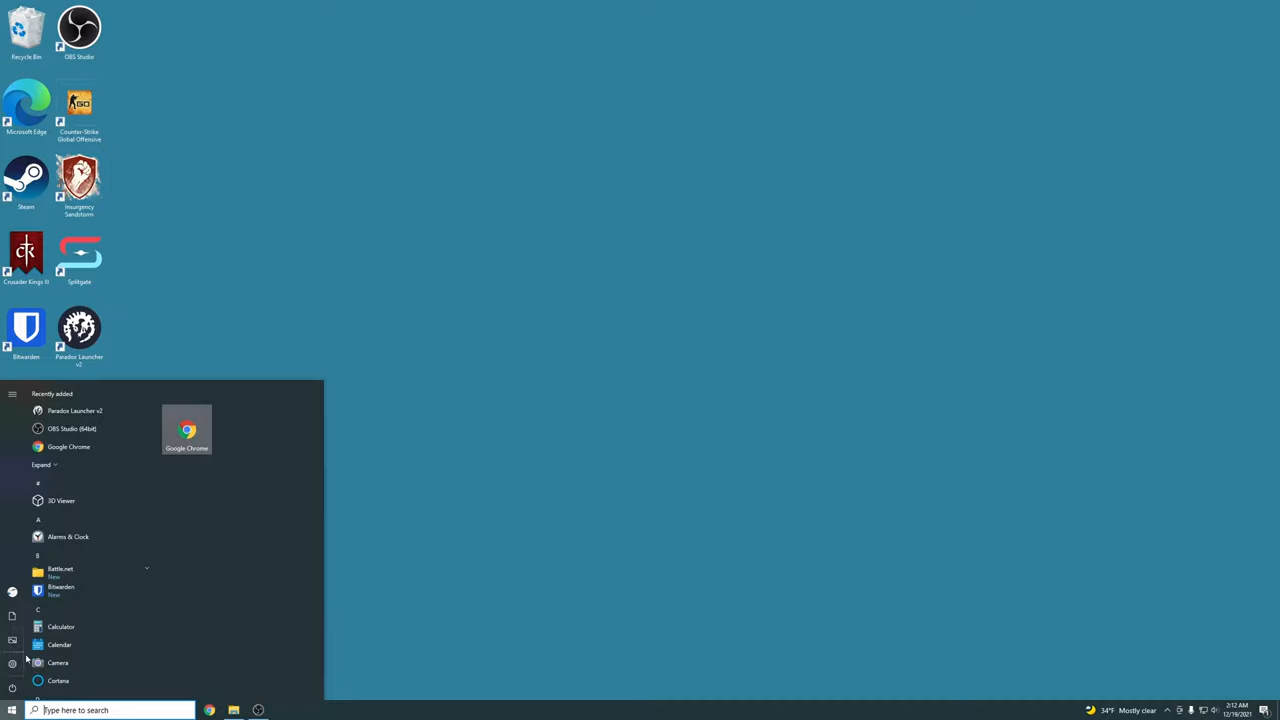 Recycle Bin
OBS Studio
Microsoft Edge
Counter-Strike
Global Offensive
GO
Steam
Insurgency
Sandstorm
Crusader Kings III
Splitgate
Bitwarden
Paradox Launcher
v2
Recently added
Paradox Launcher v2
OBS Studio (64bit)
Google Chrome
Expand
#
3D Viewer
A
Alarms & Clock
B
Battle.net
New
Bitwarden
New
C
Calculator
Calendar
Camera
Cortana
Google Chrome
Type here to search
34°F Mostly clear
2:12 AM
12/19/2021